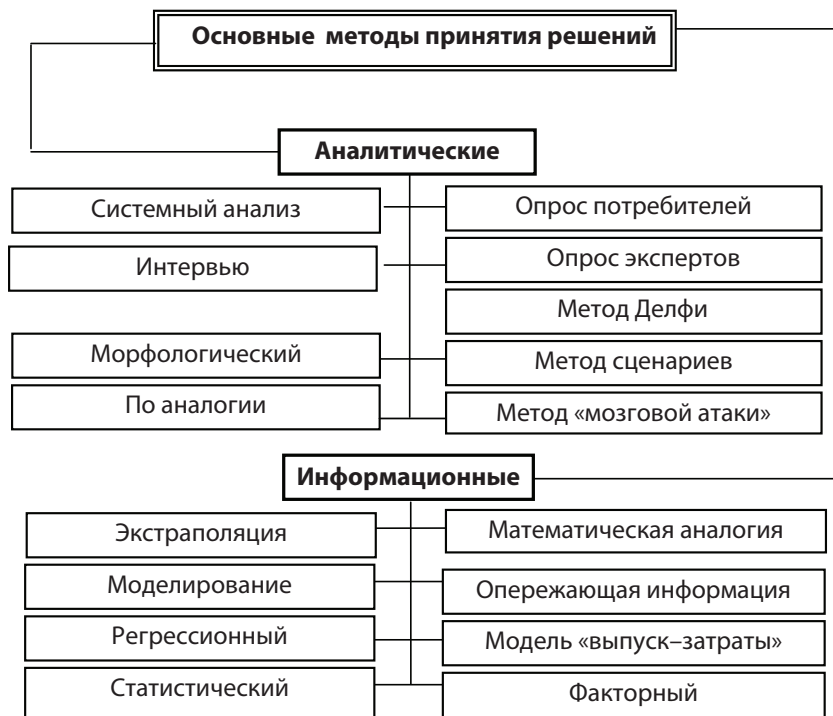 Основные методы принятия решений
Аналитические
Системный анализ
Опрос потребителей
Интервью
Опрос экспертов
Метод Делфи
Морфологический
Метод сценариев
По аналогии
Метод «мозговой атаки»
Информационные
Экстраполяция
Математическая аналогия
Моделирование
Опережающая информация
Регрессионный
Модель «выпуск–затраты»
Статистический
Факторный